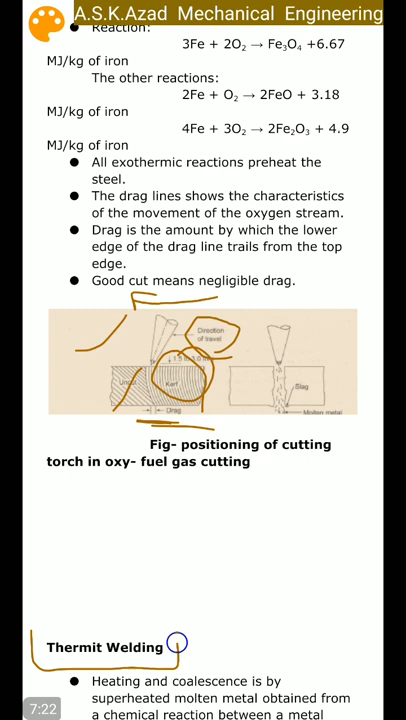 A.S.K.Azad Mechanical Engineering
● Reaction:
3Fe + 2O₂ → Fe₃O₄ +6.67
MJ/kg of iron
The other reactions:
2Fe + O₂ → 2FeO + 3.18
MJ/kg of iron
4Fe + 3O₂ → 2Fe₂O₃ + 4.9
MJ/kg of iron
● All exothermic reactions preheat the
steel.
● The drag lines shows the characteristics
of the movement of the oxygen stream.
● Drag is the amount by which the lower
edge of the drag line trails from the top
edge.
● Good cut means negligible drag.
Direction
of travel
Kerf
Slag
Drag
Molten metal
Fig- positioning of cutting
torch in oxy- fuel gas cutting
Thermit Welding
● Heating and coalescence is by
superheated molten metal obtained from
a chemical reaction between a metal
7:22